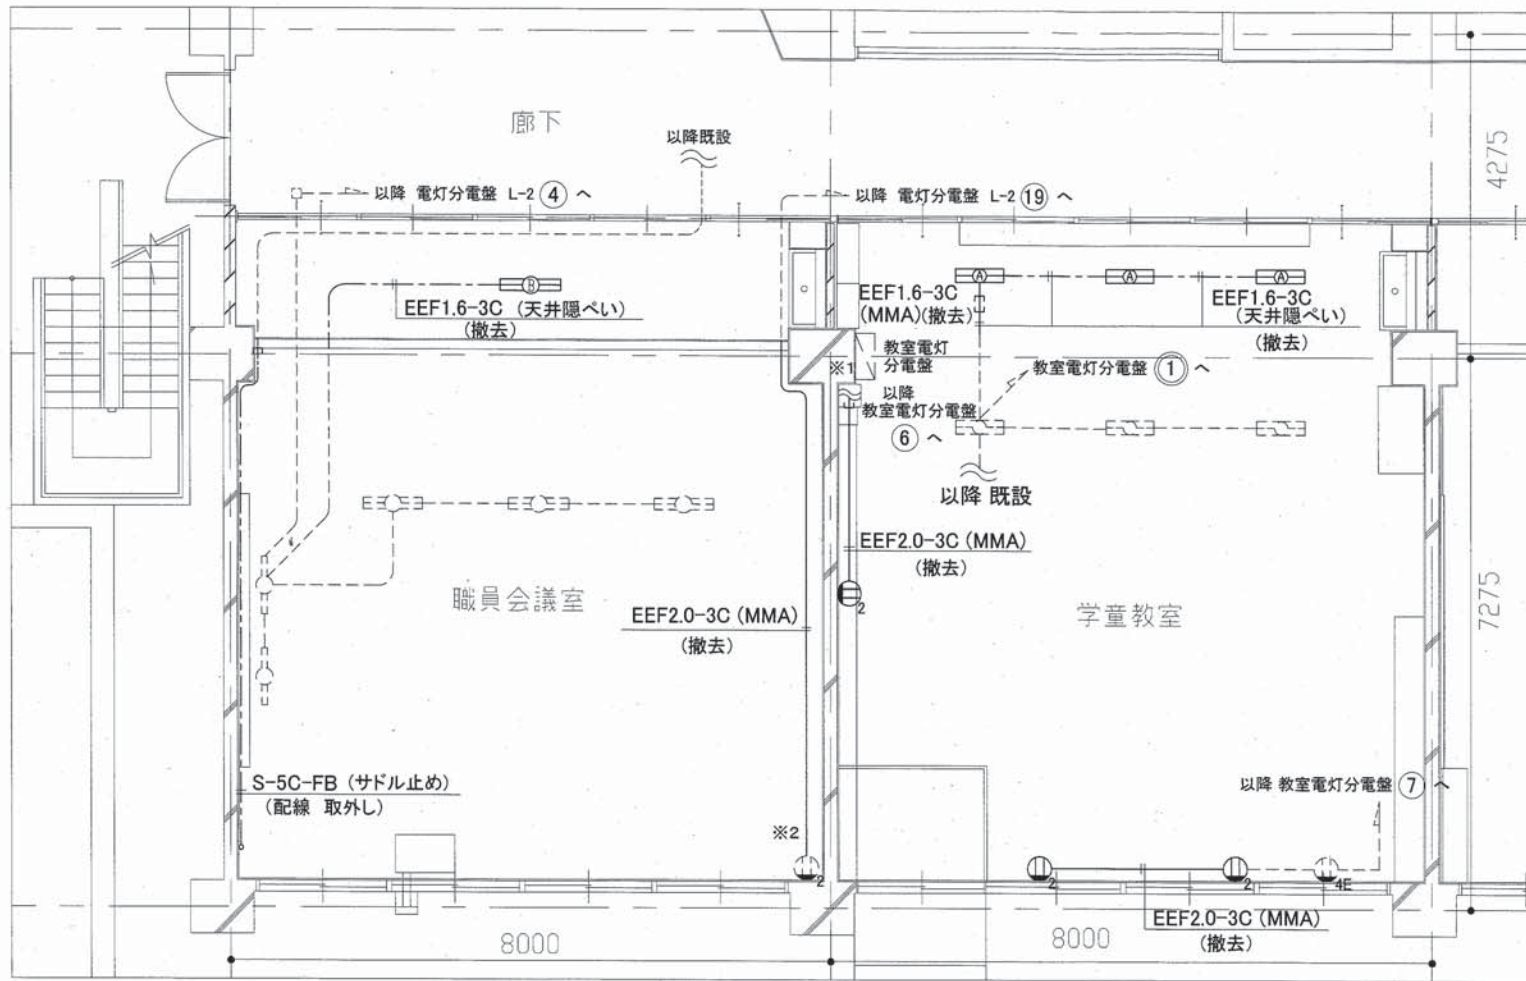 廊下
以降既設
以降 電灯分電盤 L-2 ④ へ
以降 電灯分電盤 L-2 ⑲ へ
4275
Ⓑ
EEF1.6-3C (天井隠ぺい)
(撤去)
Ⓐ Ⓐ Ⓐ
EEF1.6-3C
(MMA)(撤去)
EEF1.6-3C
(天井隠ぺい)
(撤去)
※1
教室電灯
分電盤
教室電灯分電盤 ① へ
以降
教室電灯分電盤
⑥ へ
以降 既設
EEF2.0-3C (MMA)
(撤去)
2
職員会議室
EEF2.0-3C (MMA)
(撤去)
学童教室
7275
S-5C-FB (サドル止め)
(配線 取外し)
以降 教室電灯分電盤 ⑦ へ
※2
2
2
2
4E
EEF2.0-3C (MMA)
(撤去)
8000
8000